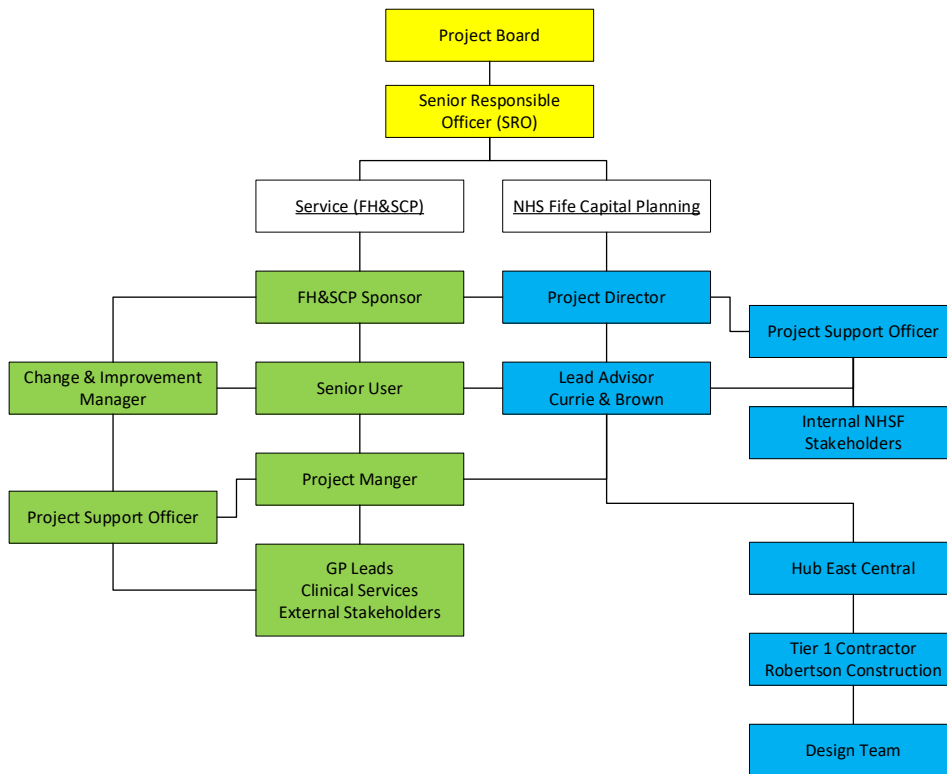 Project Board
Senior Responsible
Officer (SRO)
Service (FH&SCP)
NHS Fife Capital Planning
FH&SCP Sponsor
Project Director
Project Support Officer
Change & Improvement
Manager
Senior User
Lead Advisor
Currie & Brown
Internal NHSF
Stakeholders
Project Manger
Project Support Officer
GP Leads
Clinical Services
External Stakeholders
Hub East Central
Tier 1 Contractor
Robertson Construction
Design Team